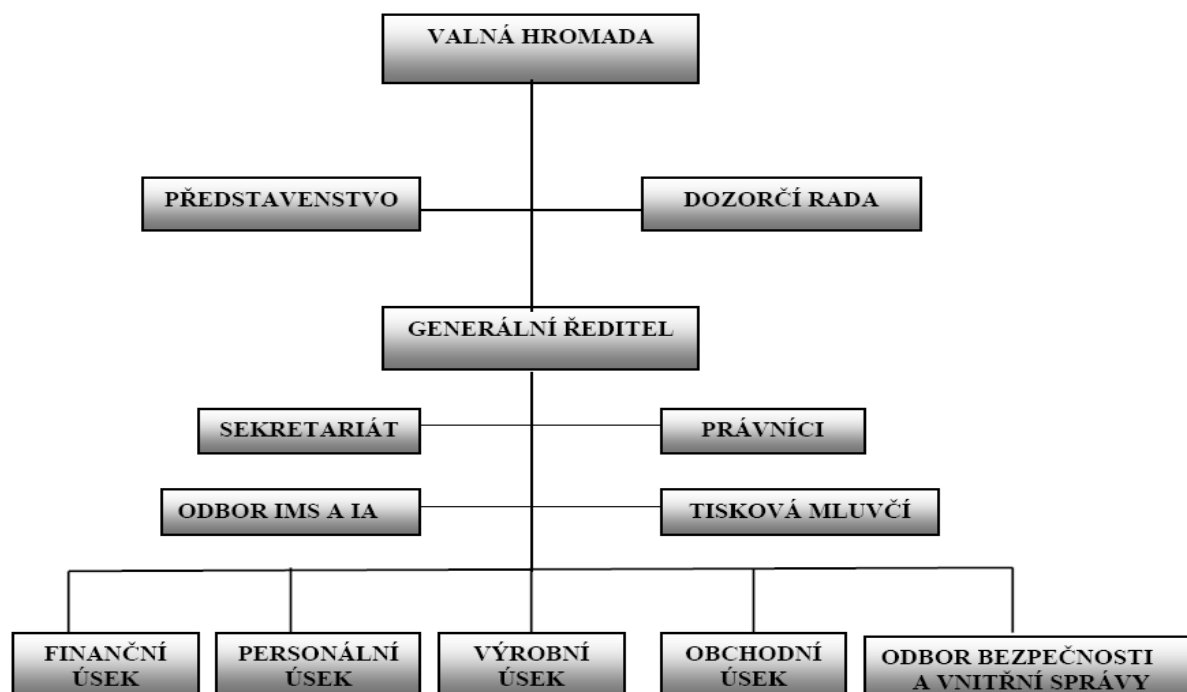 VALNÁ HROMADA
PŘEDSTAVENSTVO
DOZORČÍ RADA
GENERÁLNÍ ŘEDITEL
SEKRETARIÁT
PRÁVNÍCI
ODBOR IMS A IA
TISKOVÁ MLUVČÍ
FINANČNÍ
ÚSEK
PERSONÁLNÍ
ÚSEK
VÝROBNÍ
ÚSEK
OBCHODNÍ
ÚSEK
ODBOR BEZPEČNOSTI
A VNITŘNÍ SPRÁVY